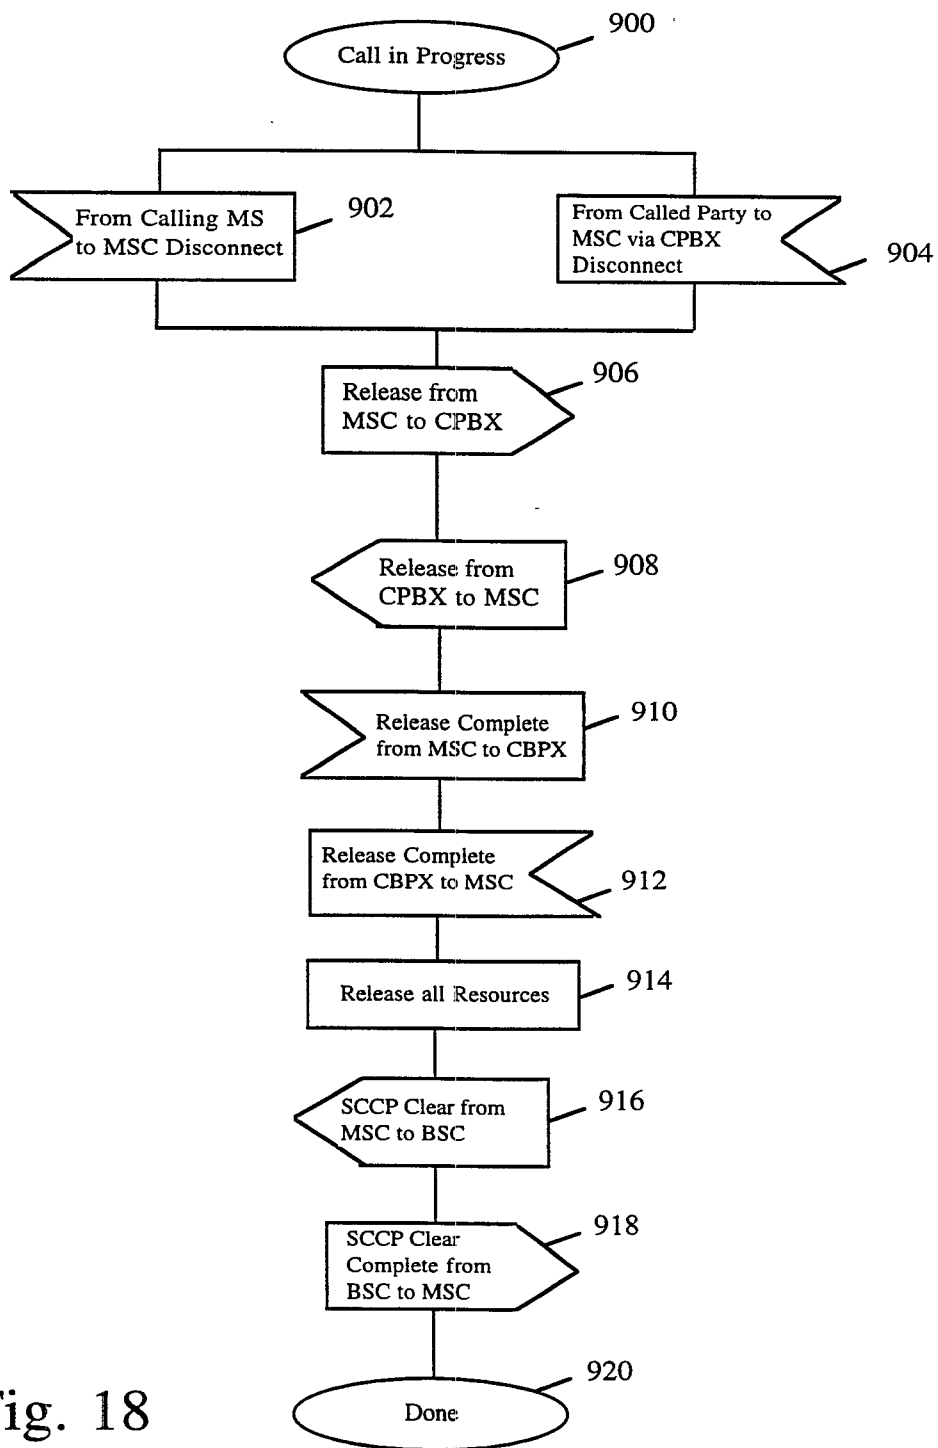 900
Call in Progress
From Calling MS
to MSC Disconnect
902
From Called Party to
MSC via CPBX
Disconnect
904
Release from
MSC to CPBX
906
Release from
CPBX to MSC
908
Release Complete
from MSC to CBPX
910
Release Complete
from CBPX to MSC
912
Release all Resources
914
SCCP Clear from
MSC to BSC
916
SCCP Clear
Complete from
BSC to MSC
918
920
Done
ig. 18